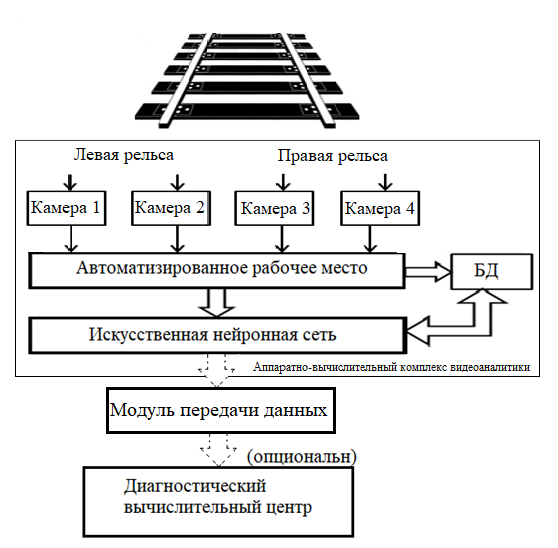 Левая рельса Правая рельса
Камера 1 Камера 2 Камера 3 Камера 4
Автоматизированное рабочее место БД
Искусственная нейронная сеть
Аппаратно-вычислительный комплекс видеоаналитики
Модуль передачи данных
(опциональн)
Диагностический
вычислительный центр